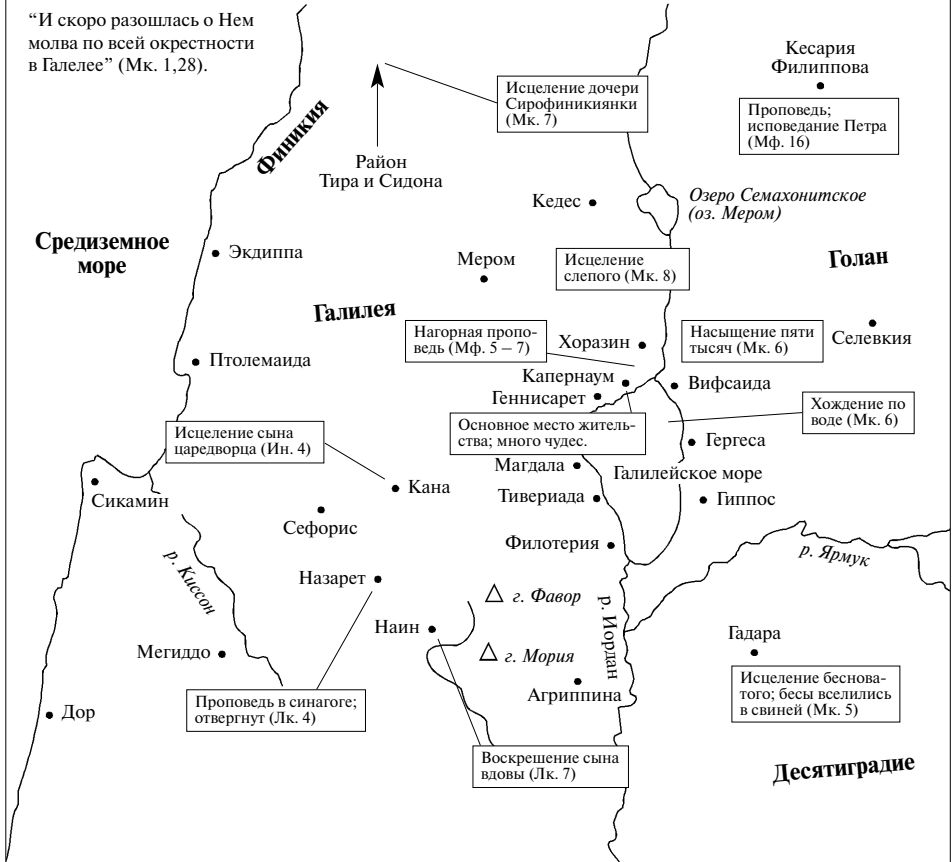 “И скоро разошлась о Нем
молва по всей окрестности
в Галелее” (Мк. 1,28).
Кесария
Филиппова
Исцеление дочери
Сирофиникиянки
(Мк. 7)
Проповедь;
исповедание Петра
(Мф. 16)
Финикия
Район
Тира и Сидона
Кедес
Озеро Семахонитское
(оз. Мером)
Средиземное
море
Экдиппа
Мером
Исцеление
слепого (Мк. 8)
Голан
Галилея
Нагорная пропо-
ведь (Мф. 5 – 7)
Хоразин
Насыщение пяти
тысяч (Мк. 6)
Селевкия
Птолемаида
Капернаум
Вифсаида
Геннисарет
Хождение по
воде (Мк. 6)
Исцеление сына
царедворца (Ин. 4)
Основное место житель-
ства; много чудес.
Гергеса
Магдала
Галилейское море
Сикамин
Кана
Тивериада
Гиппос
Сефорис
Филотерия
р. Ярмук
р. Киссон
Назарет
г. Фавор
р. Иордан
Наин
Гадара
Мегиддо
г. Мория
Агриппина
Исцеление беснова-
того; бесы вселились
в свиней (Мк. 5)
Проповедь в синагоге;
отвергнут (Лк. 4)
Дор
Воскрешение сына
вдовы (Лк. 7)
Десятиградие